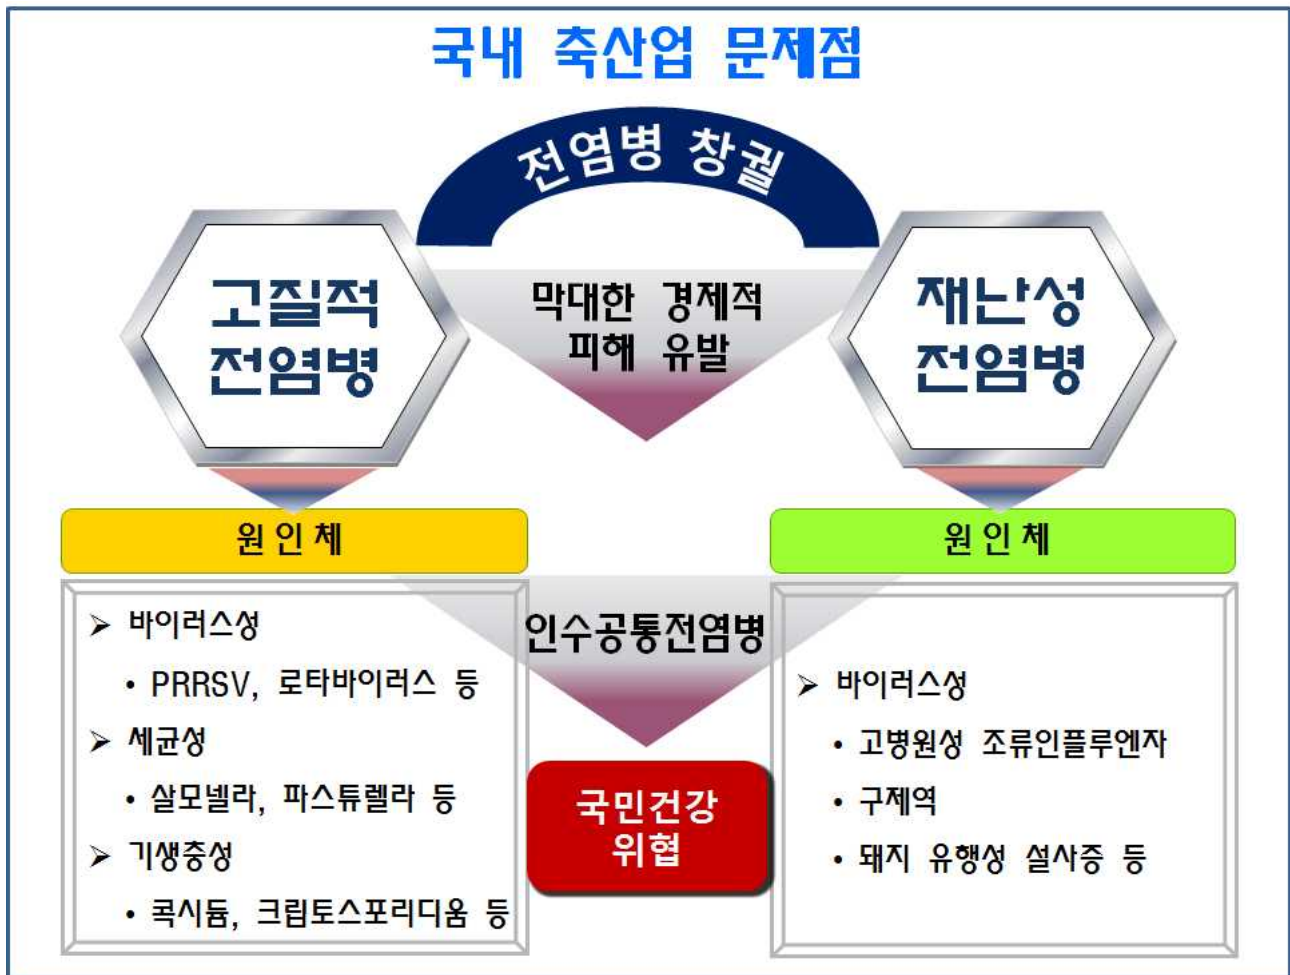 국내 축산업 문제점
전염병 창궐
고질적
전염병
막대한 경제적
피해 유발
재난성
전염병
원인체
➢ 바이러스성
• PRRSV, 로타바이러스 등
➢ 세균성
• 살모넬라, 파스튜렐라 등
➢ 기생충성
• 콕시듐, 크립토스포리디움 등
인수공통전염병
국민건강
위협
원인체
➢ 바이러스성
• 고병원성 조류인플루엔자
• 구제역
• 돼지 유행성 설사증 등